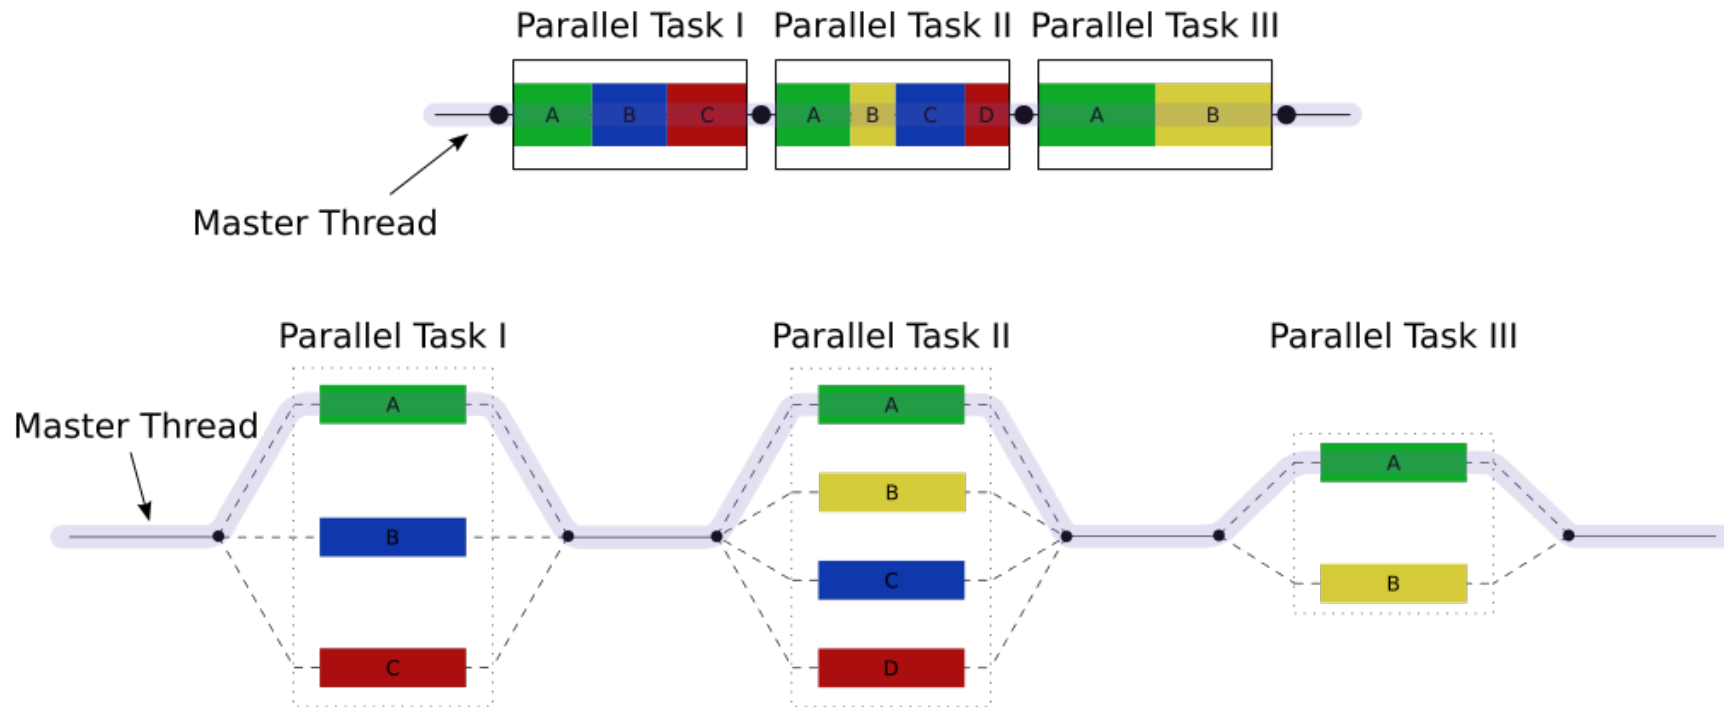 Parallel Task I Parallel Task II Parallel Task III
A B C A B C D A B
Master Thread
Parallel Task I Parallel Task II Parallel Task III
Master Thread
A
B
C
A
B
C
D
A
B